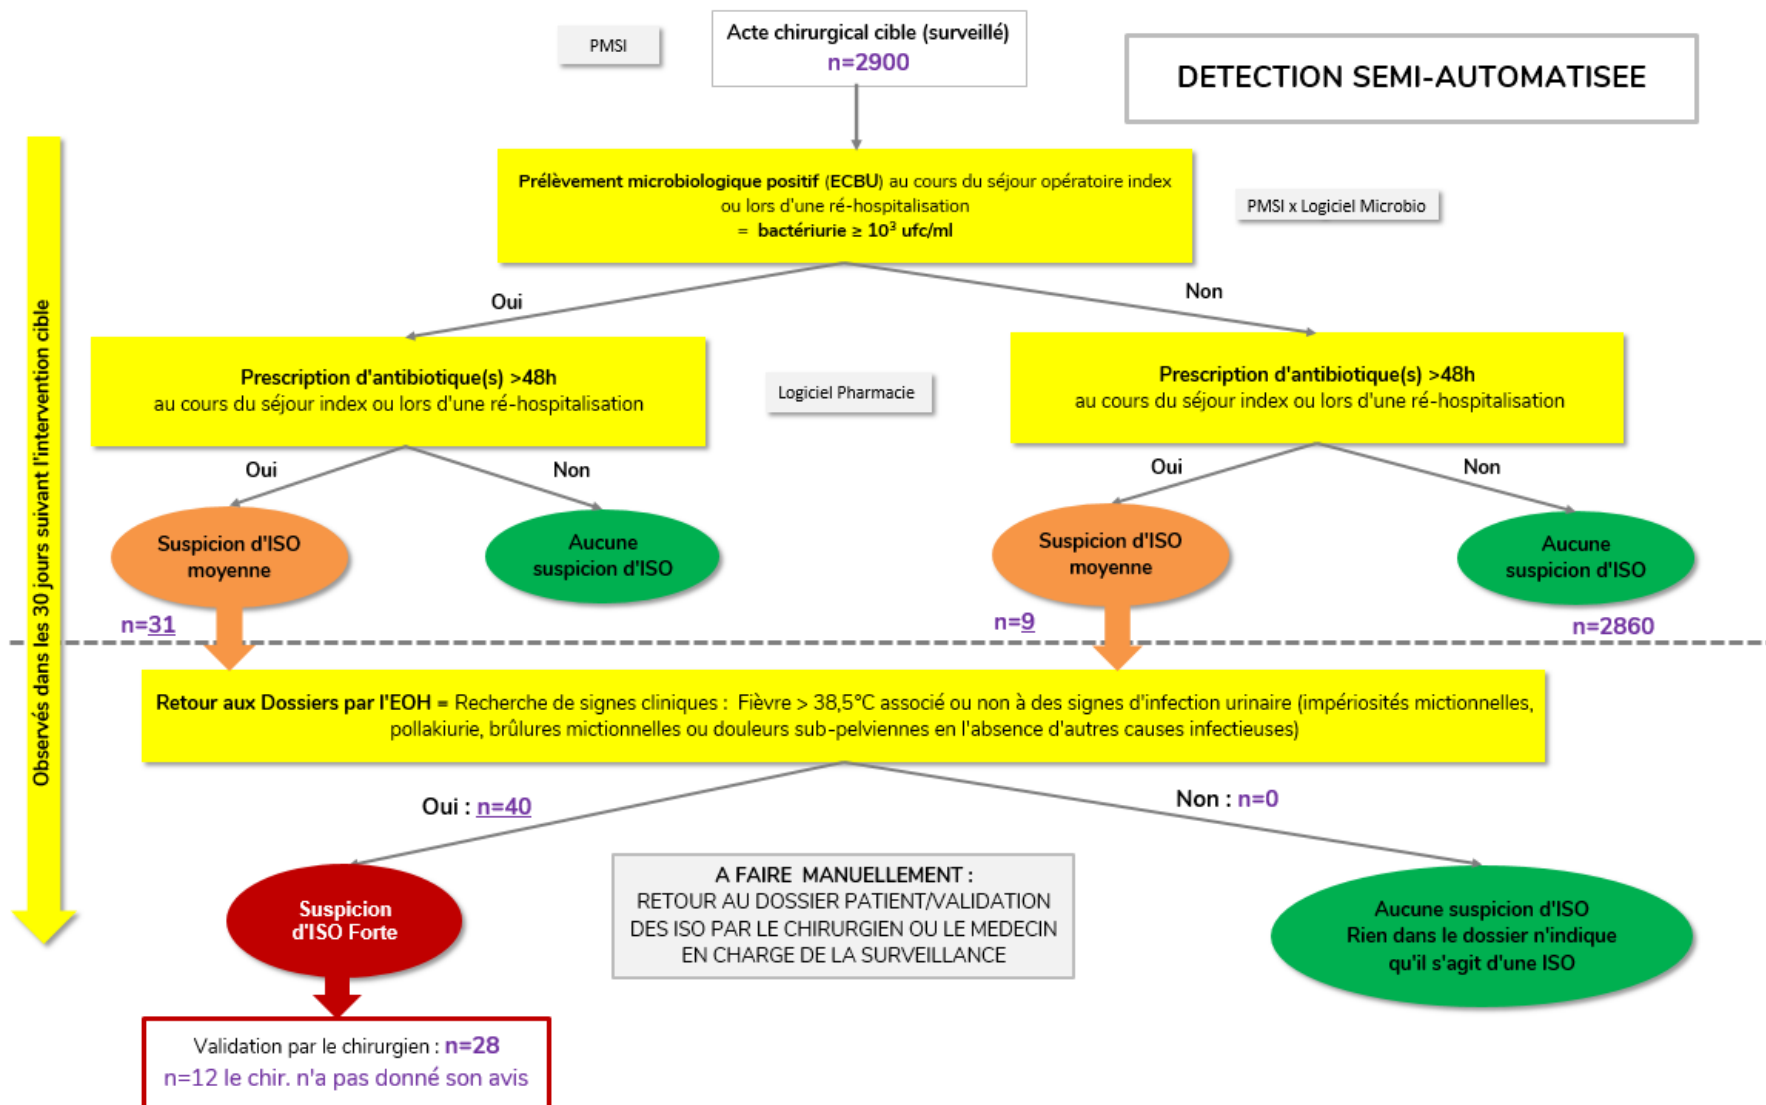 PMSI
Acte chirurgical cible (surveillé)
n=2900
DETECTION SEMI-AUTOMATISEE
Prélèvement microbiologique positif (ECBU) au cours du séjour opératoire index
ou lors d'une ré-hospitalisation
= bactériurie ≥ 10³ ufc/ml
PMSI x Logiciel Microbio
Oui
Non
Prescription d'antibiotique(s) >48h
au cours du séjour index ou lors d'une ré-hospitalisation
Logiciel Pharmacie
Prescription d'antibiotique(s) >48h
au cours du séjour index ou lors d'une ré-hospitalisation
Oui
Non
Oui
Non
Suspicion d'ISO
moyenne
Aucune
suspicion d'ISO
Suspicion d'ISO
moyenne
Aucune
suspicion d'ISO
n=31
n=9
n=2860
Observés dans les 30 jours suivant l'intervention cible
Retour aux Dossiers par l'EOH = Recherche de signes cliniques : Fièvre > 38,5°C associé ou non à des signes d'infection urinaire (impériosités mictionnelles,
pollakiurie, brûlures mictionnelles ou douleurs sub-pelviennes en l'absence d'autres causes infectieuses)
Oui : n=40
Non : n=0
Suspicion
d'ISO Forte
A FAIRE MANUELLEMENT :
RETOUR AU DOSSIER PATIENT/VALIDATION
DES ISO PAR LE CHIRURGIEN OU LE MEDECIN
EN CHARGE DE LA SURVEILLANCE
Aucune suspicion d'ISO
Rien dans le dossier n'indique
qu'il s'agit d'une ISO
Validation par le chirurgien : n=28
n=12 le chir. n'a pas donné son avis